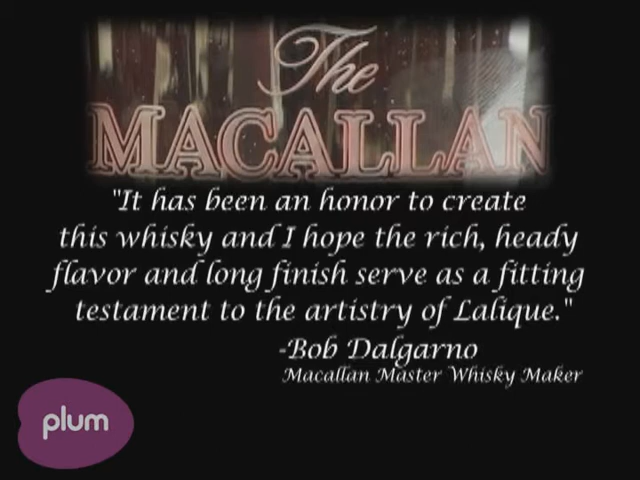 The
MACALLAN
"It has been an honor to create
this whisky and I hope the rich, heady
flavor and long finish serve as a fitting
testament to the artistry of Lalique."
-Bob Dalgarno
Macallan Master Whisky Maker
plum